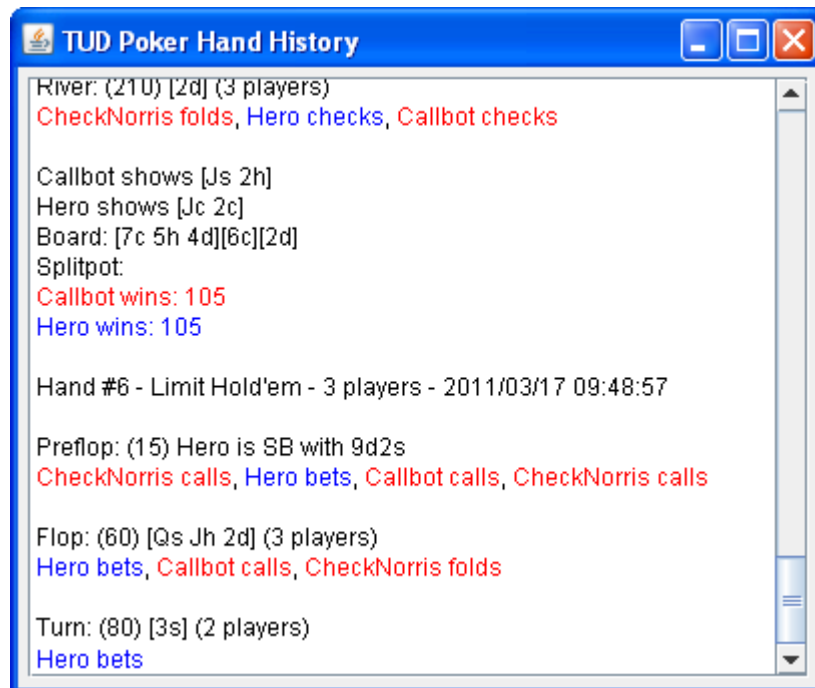 TUD Poker Hand History
River: (210) [2d] (3 players)
CheckNorris folds, Hero checks, Callbot checks
Callbot shows [Js 2h]
Hero shows [Jc 2c]
Board: [7c 5h 4d][6c][2d]
Splitpot:
Callbot wins: 105
Hero wins: 105
Hand #6 - Limit Hold'em - 3 players - 2011/03/17 09:48:57
Preflop: (15) Hero is SB with 9d2s
CheckNorris calls, Hero bets, Callbot calls, CheckNorris calls
Flop: (60) [Qs Jh 2d] (3 players)
Hero bets, Callbot calls, CheckNorris folds
Turn: (80) [3s] (2 players)
Hero bets